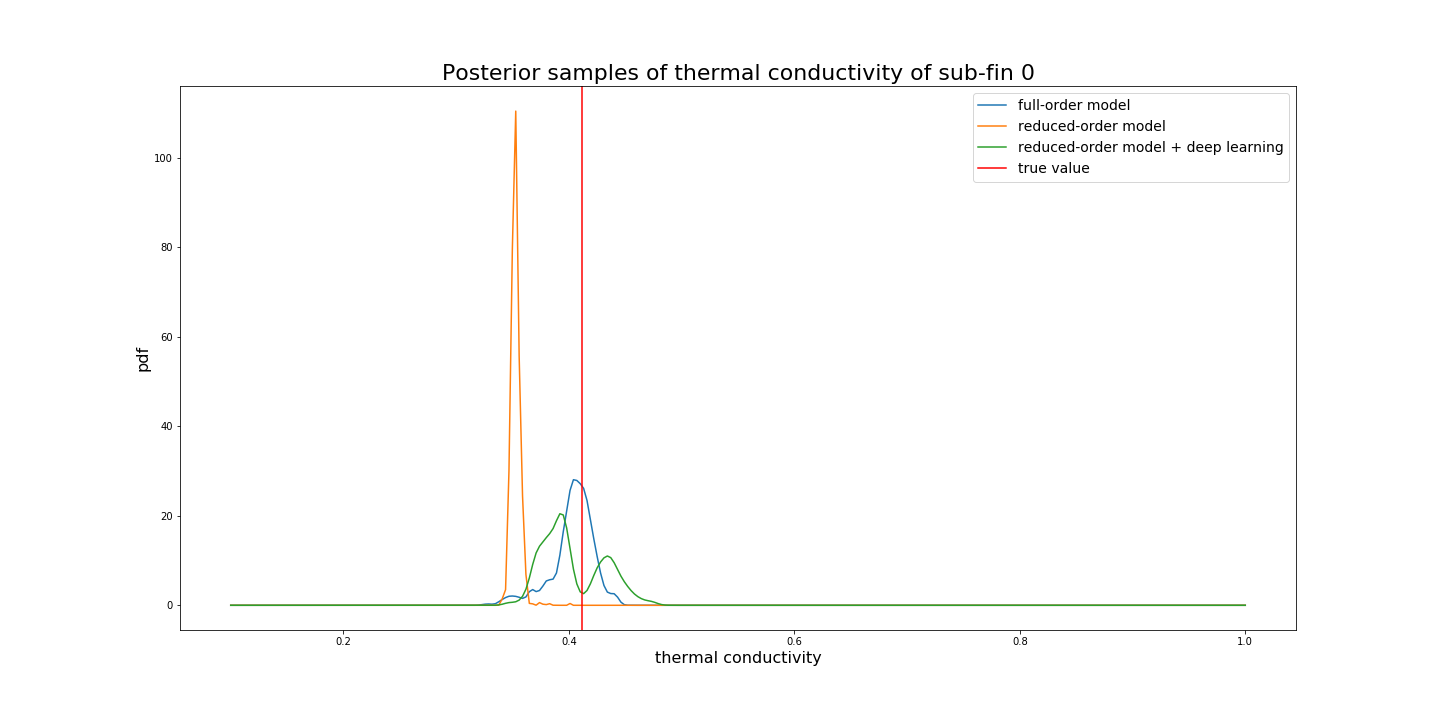 Posterior samples of thermal conductivity of sub-fin 0
full-order model
reduced-order model
reduced-order model + deep learning
true value
100
80
60
40
20
0
pdf
0.2
0.4
0.6
0.8
1.0
thermal conductivity